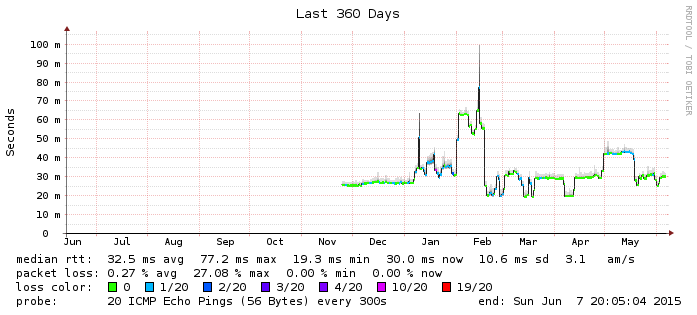 Last 360 Days
RRDTOOL / TOBI OETIKER
Seconds
100 m
90 m
80 m
70 m
60 m
50 m
40 m
30 m
20 m
10 m
0
Jun Jul Aug Sep Oct Nov Dec Jan Feb Mar Apr May
median rtt: 32.5 ms avg 77.2 ms max 19.3 ms min 30.0 ms now 10.6 ms sd 3.1 am/s
packet loss: 0.27 % avg 27.08 % max 0.00 % min 0.00 % now
loss color: 0 1/20 2/20 3/20 4/20 10/20 19/20
probe: 20 ICMP Echo Pings (56 Bytes) every 300s end: Sun Jun 7 20:05:04 2015